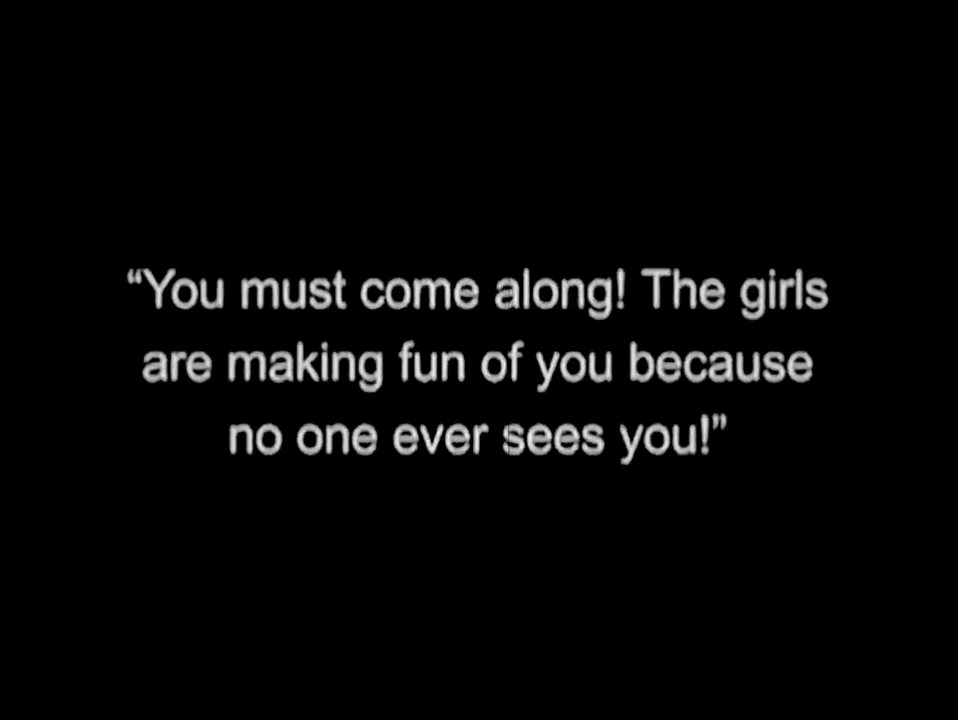 “You must come along! The girls
are making fun of you because
no one ever sees you!”